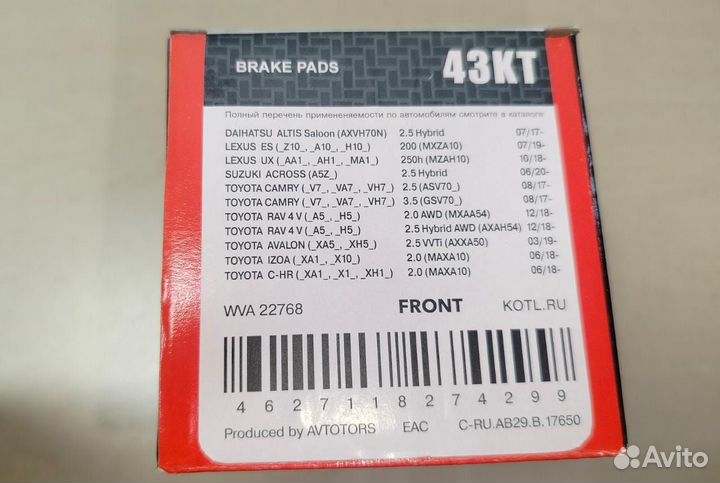 BRAKE PADS 43KT
Полный перечень применяемости по автомобилям смотрите в каталоге
DAIHATSU ALTIS Saloon (AXVH70N) 2.5 Hybrid 07/17-
LEXUS ES (_Z10_, _A10_, _H10_) 200 (MXZA10) 07/19-
LEXUS UX (_AA1_, _AH1_, _MA1_) 250h (MZAH10) 10/18-
SUZUKI ACROSS (A5Z_) 2.5 Hybrid 06/20-
TOYOTA CAMRY (_V7_, _VA7_, _VH7_) 2.5 (ASV70_) 08/17-
TOYOTA CAMRY (_V7_, _VA7_, _VH7_) 3.5 (GSV70_) 08/17-
TOYOTA RAV 4 V (_A5_, _H5_) 2.0 AWD (MXAA54) 12/18-
TOYOTA RAV 4 V (_A5_, _H5_) 2.5 Hybrid AWD (AXAH54) 12/18-
TOYOTA AVALON (_XA5_, _XH5_) 2.5 VVTi (AXXA50) 03/19-
TOYOTA IZOA (_XA1_, _X10_) 2.0 (MAXA10) 06/18-
TOYOTA C-HR (_XA1_, _X1_, _XH1_) 2.0 (MAXA10) 06/18-
WVA 22768 FRONT KOTL.RU
4627118274299
Produced by AVTOTORS EAC C-RU.AB29.B.17650
Avito